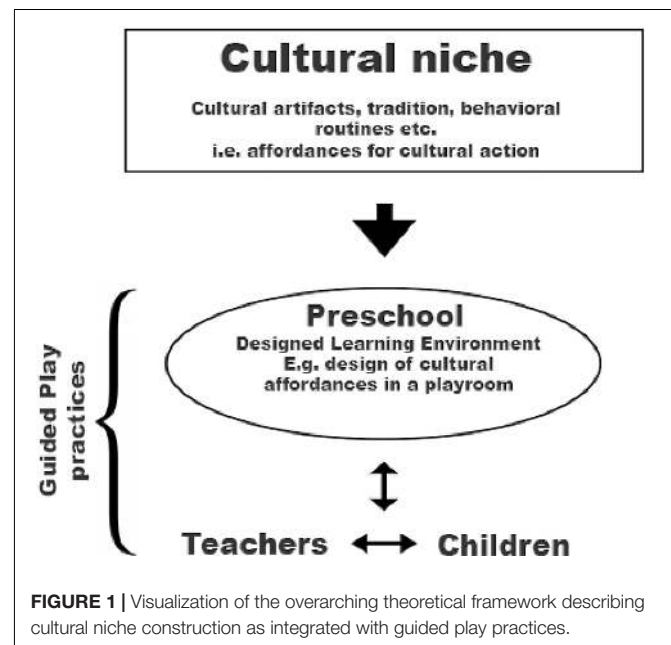 Cultural niche
Cultural artifacts, tradition, behavioral
routines etc.
i.e. affordances for cultural action
Guided Play
practices
Preschool
Designed Learning Environment
E.g. design of cultural
affordances in a playroom
Teachers
Children
FIGURE 1 | Visualization of the overarching theoretical framework describing
cultural niche construction as integrated with guided play practices.